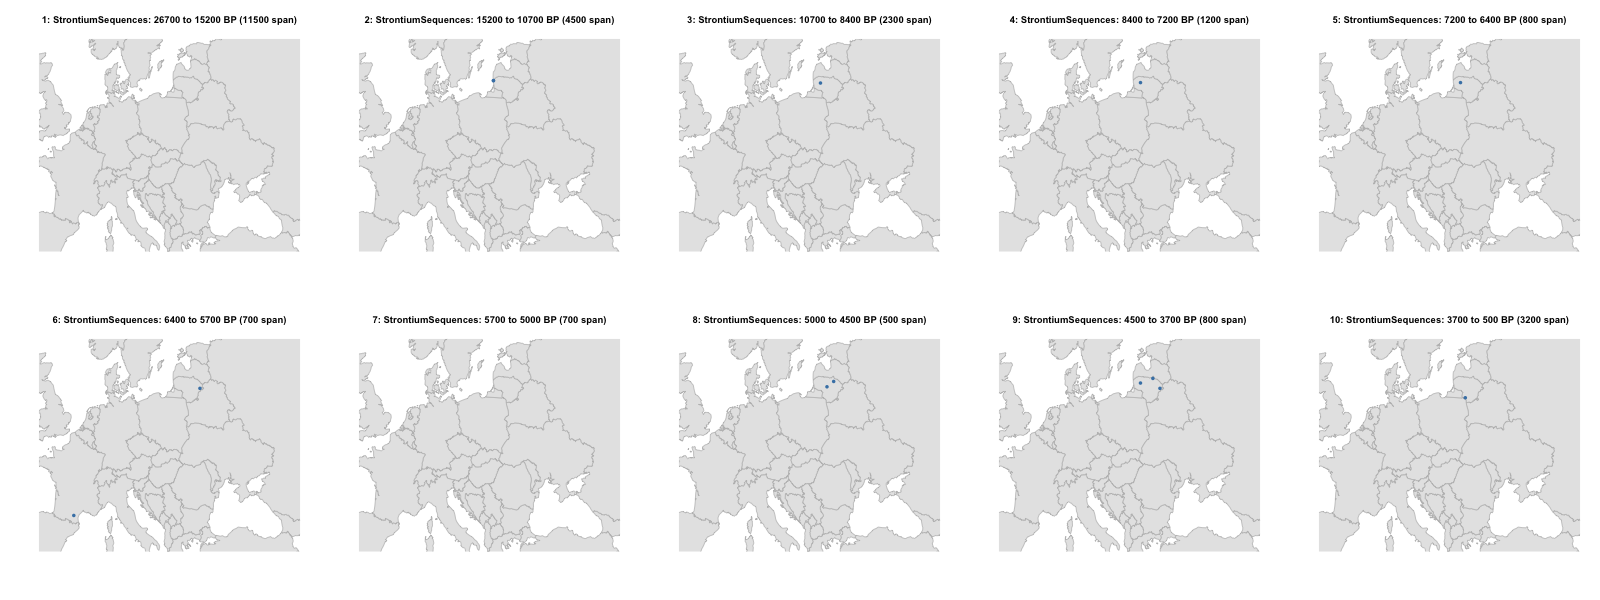 1: StrontiumSequences: 26700 to 15200 BP (11500 span)
2: StrontiumSequences: 15200 to 10700 BP (4500 span)
3: StrontiumSequences: 10700 to 8400 BP (2300 span)
4: StrontiumSequences: 8400 to 7200 BP (1200 span)
5: StrontiumSequences: 7200 to 6400 BP (800 span)
6: StrontiumSequences: 6400 to 5700 BP (700 span)
7: StrontiumSequences: 5700 to 5000 BP (700 span)
8: StrontiumSequences: 5000 to 4500 BP (500 span)
9: StrontiumSequences: 4500 to 3700 BP (800 span)
10: StrontiumSequences: 3700 to 500 BP (3200 span)